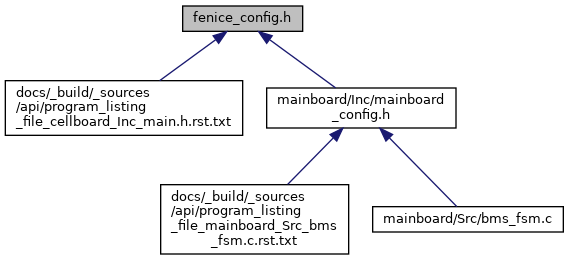 fenice_config.h
docs/_build/_sources
/api/program_listing
_file_cellboard_Inc_main.h.rst.txt
mainboard/Inc/mainboard
_config.h
docs/_build/_sources
/api/program_listing
_file_mainboard_Src_bms
_fsm.c.rst.txt
mainboard/Src/bms_fsm.c